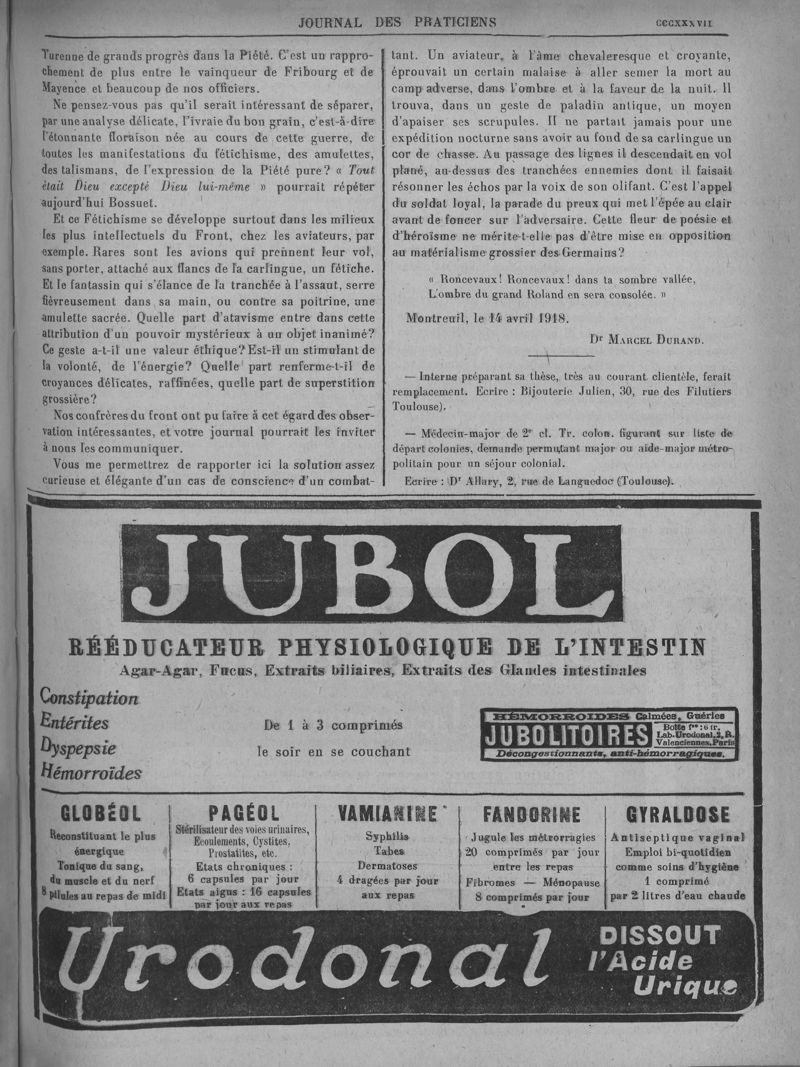 JOURNAL DES PRATICIENS
CCCXXXVII
Turenne de grands progrès dans la Piété. C'est un rappro-
chement de plus entre le vainqueur de Fribourg et de
Mayence et beaucoup de nos officiers.
Ne pensez-vous pas qu'il serait intéressant de séparer,
par une analyse délicate, l'ivraie du bon grain, c'est-à-dire
l'étonnante floraison née au cours de cette guerre, de
toutes les manifestations du fétichisme, des amulettes,
des talismans, de l'expression de la Piété pure? « Tout
était Dieu excepté Dieu lui-même » pourrait répéter
aujourd'hui Bossuet.
Et ce Fétichisme se développe surtout dans les milieux
les plus intellectuels du Front, chez les aviateurs, par
exemple. Rares sont les avions qui prennent leur vol,
sans porter, attaché aux flancs de la carlingue, un fétiche.
Et le fantassin qui s'élance de la tranchée à l'assaut, serre
fiévreusement dans sa main, ou contre sa poitrine, une
amulette sacrée. Quelle part d'atavisme entre dans cette
attribution d'un pouvoir mystérieux à un objet inanimé?
Ce geste a-t-il une valeur éthique? Est-il un stimulant de
la volonté, de l'énergie? Quelle part renferme-t-il de
croyances délicates, raffinées, quelle part de superstition
grossière?
Nos confrères du front ont pu faire à cet égard des obser-
vation intéressantes, et votre journal pourrait les inviter
à nous les communiquer.
Vous me permettrez de rapporter ici la solution assez
curieuse et élégante d'un cas de conscience d'un combat-
tant. Un aviateur, à l'âme chevaleresque et croyante,
éprouvait un certain malaise à aller semer la mort au
camp adverse, dans l'ombre et à la faveur de la nuit. Il
trouva, dans un geste de paladin antique, un moyen
d'apaiser ses scrupules. Il ne partait jamais pour une
expédition nocturne sans avoir au fond de sa carlingue un
cor de chasse. Au passage des lignes il descendait en vol
plané, au-dessus des tranchées ennemies dont il faisait
résonner les échos par la voix de son olifant. C'est l'appel
du soldat loyal, la parade du preux qui met l'épée au clair
avant de foncer sur l'adversaire. Cette fleur de poésie et
d'héroïsme ne mérite-t-elle pas d'être mise en opposition
au matérialisme grossier des Germains?
« Roncevaux! Roncevaux! dans ta sombre vallée,
L'ombre du grand Roland en sera consolée. »
Montreuil, le 14 avril 1918.
Dr MARCEL DURAND.
— Interne préparant sa thèse, très au courant clientèle, ferait
remplacement. Ecrire : Bijouterie Julien, 30, rue des Filutiers
Toulouse).
— Médecin-major de 2e cl. Tr. colon. figurant sur liste de
départ colonies, demande permutant major ou aide-major métro-
politain pour un séjour colonial.
Ecrire : Dr Allary, 2, rue de Languedoc (Toulouse).
JUBOL
RÉÉDUCATEUR PHYSIOLOGIQUE DE L'INTESTIN
Agar-Agar, Fucus, Extraits biliaires, Extraits des Glandes intestinales
Constipation
Entérites
Dyspepsie
Hémorroïdes
De 1 à 3 comprimés
le soir en se couchant
HÉMORROIDES Calmées, Guéries
JUBOLITOIRES
Boîte fco : 6 fr.
Lab. Urodonal, 2, R.
Valenciennes, Paris
Décongestionnants, anti-hémorragiques.
GLOBÉOL
Reconstituant le plus
énergique
Tonique du sang,
du muscle et du nerf
8 pilules au repas de midi
PAGÉOL
Stérilisateur des voies urinaires,
Ecoulements, Cystites,
Prostatites, etc.
Etats chroniques :
6 capsules par jour
Etats aigus : 16 capsules
par jour aux repas
VAMIANINE
Syphilis
Tabes
Dermatoses
4 dragées par jour
aux repas
FANDORINE
Jugule les métrorragies
20 comprimés par jour
entre les repas
Fibromes — Ménopause
8 comprimés par jour
GYRALDOSE
Antiseptique vaginal
Emploi bi-quotidien
comme soins d'hygiène
1 comprimé
par 2 litres d'eau chaude
Urodonal
DISSOUT
l'Acide
Urique